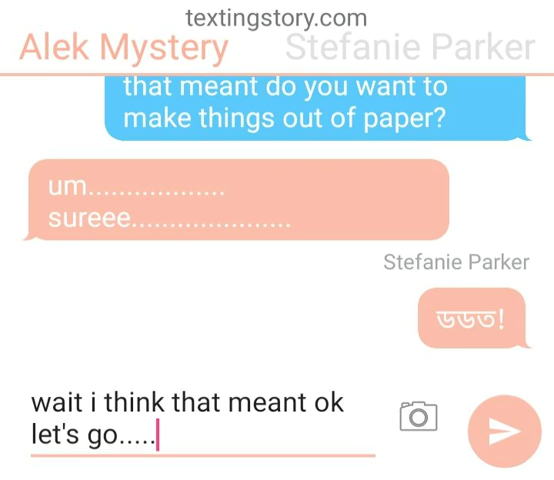 textingstory.com
Alek Mystery Stefanie Parker
that meant do you want to
make things out of paper?
um..................
sureee.....................
Stefanie Parker
ডডত!
wait i think that meant ok
let's go.....